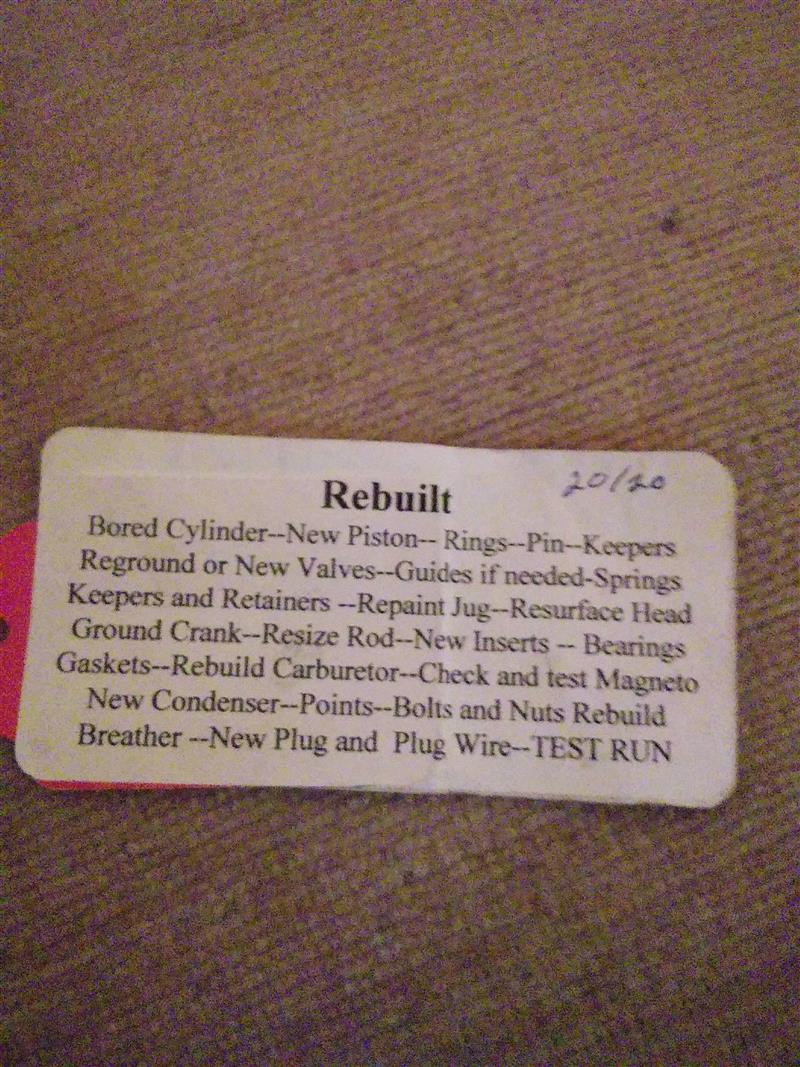 Rebuilt 20/20
Bored Cylinder--New Piston-- Rings--Pin--Keepers
Reground or New Valves--Guides if needed-Springs
Keepers and Retainers --Repaint Jug--Resurface Head
Ground Crank--Resize Rod--New Inserts -- Bearings
Gaskets--Rebuild Carburetor--Check and test Magneto
New Condenser--Points--Bolts and Nuts Rebuild
Breather --New Plug and Plug Wire--TEST RUN